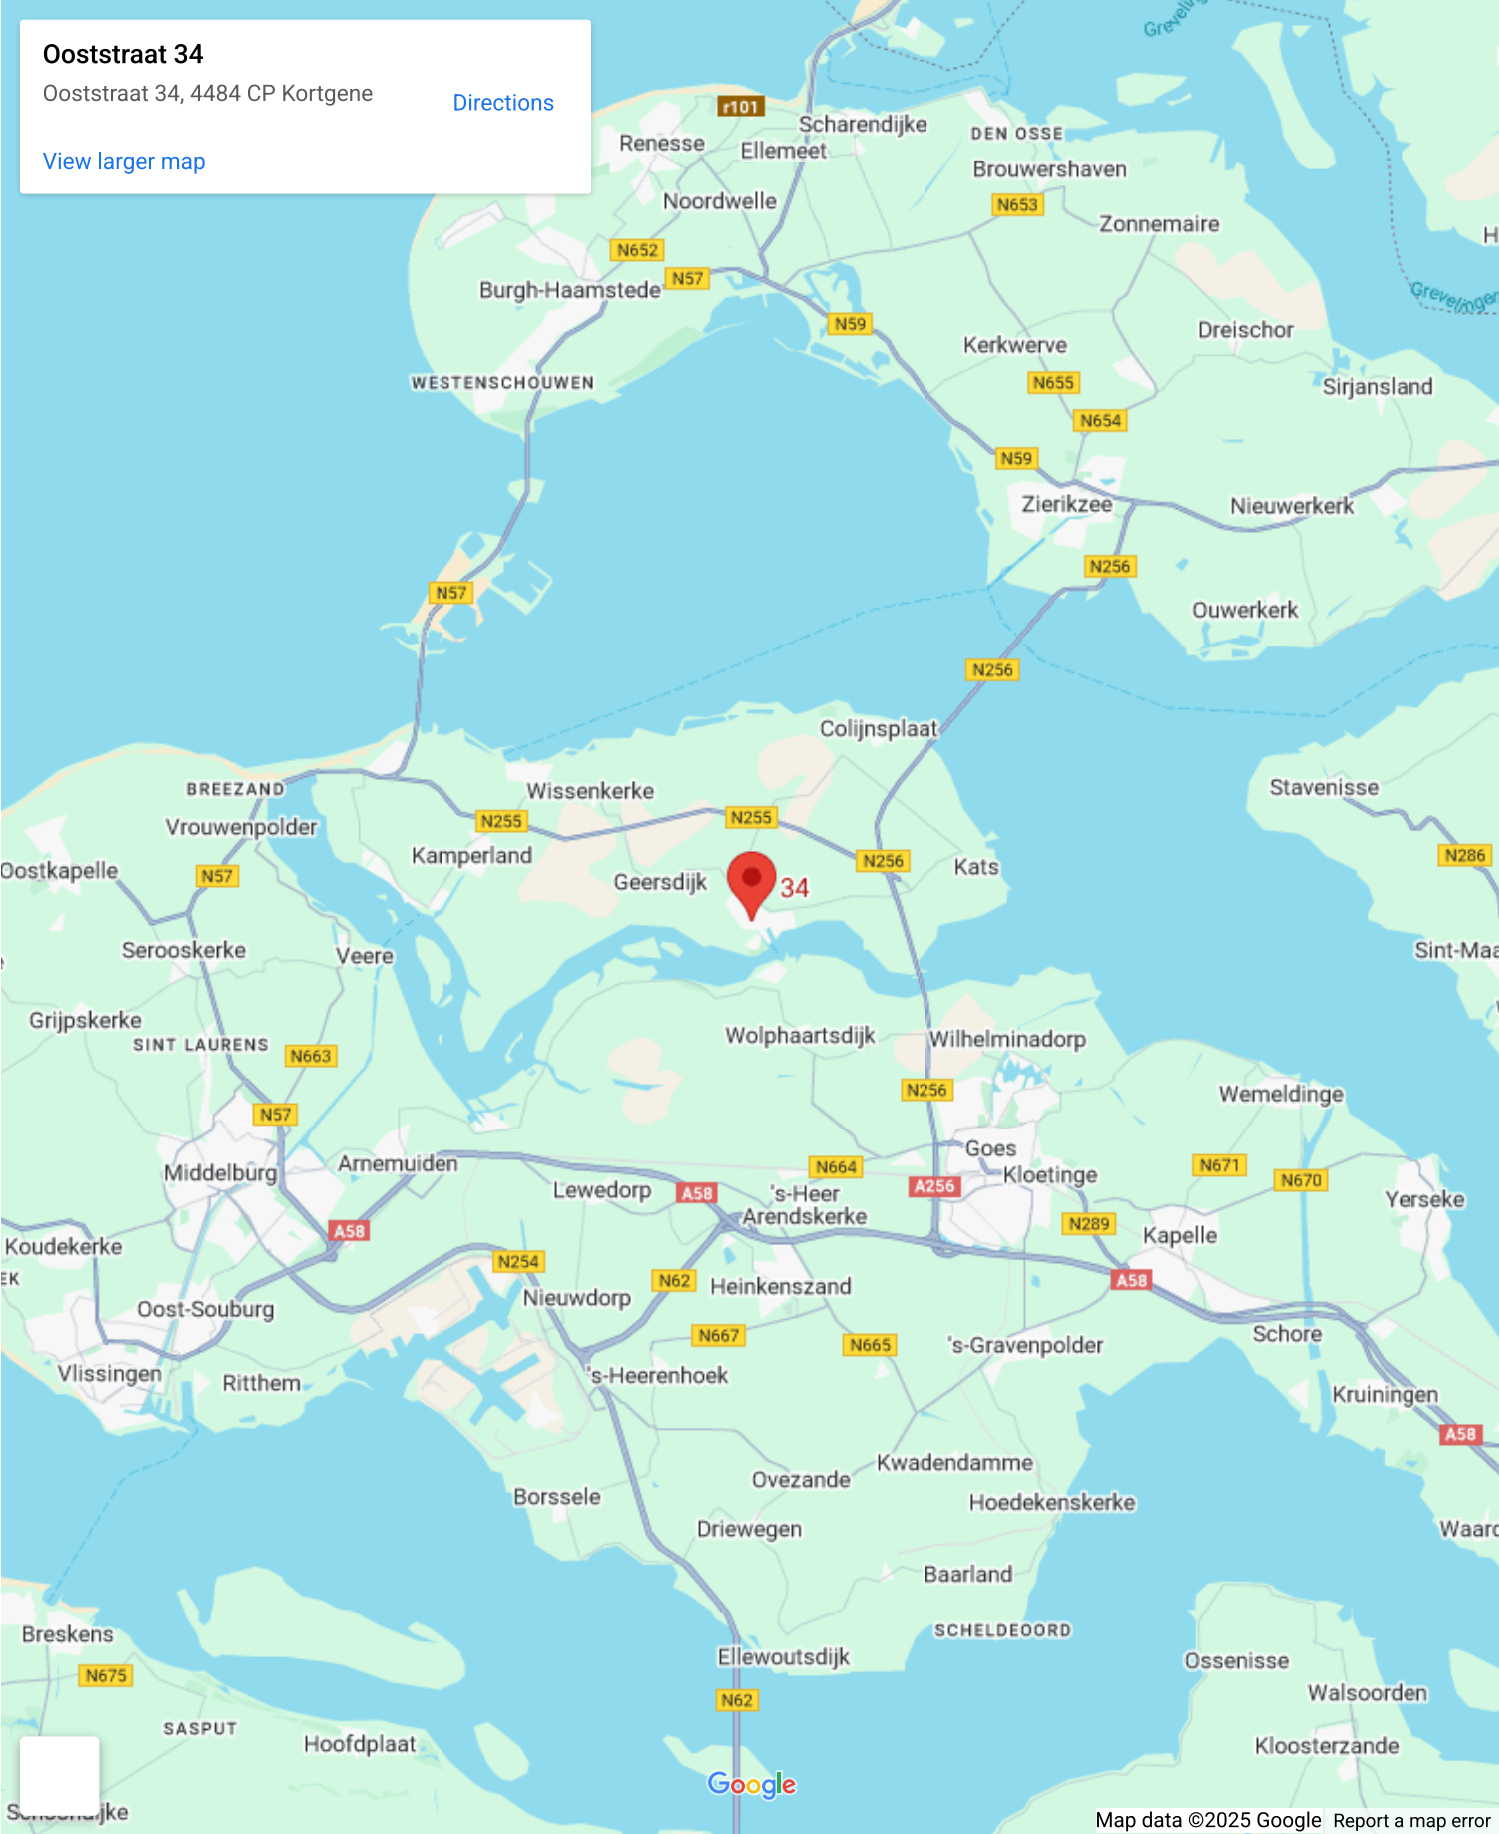 Ooststraat 34
Ooststraat 34, 4484 CP Kortgene
Directions
View larger map
Greveling
r101
Scharendijke
Renesse
Ellemeet
DEN OSSE
Brouwershaven
Noordwelle
N653
Zonnemaire
H
N652
N57
Burgh-Haamstede
Grevelingen
N59
Dreischor
Kerkwerve
WESTENSCHOUWEN
N655
Sirjansland
N654
N59
Zierikzee
Nieuwerkerk
N256
N57
Ouwerkerk
N256
Colijnsplaat
BREEZAND
Wissenkerke
Stavenisse
N255
N255
Vrouwenpolder
Kamperland
N256
N286
Oostkapelle
N57
Geersdijk
34
Kats
Serooskerke
Veere
Sint-Maa
Grijpskerke
Wolphaartsdijk
Wilhelminadorp
SINT LAURENS
N663
N256
Wemeldinge
N57
Goes
Middelburg
Arnemuiden
N664
Kloetinge
N671
N670
Lewedorp
A58
's-Heer
Arendskerke
A256
Yerseke
A58
N289
Kapelle
Koudekerke
EK
N254
N62
Heinkenszand
A58
Nieuwdorp
Oost-Souburg
N667
N665
's-Gravenpolder
Schore
Vlissingen
Ritthem
's-Heerenhoek
Kruiningen
A58
Kwadendamme
Ovezande
Borssele
Hoedekenskerke
Driewegen
Waard
Baarland
Breskens
SCHELDEOORD
Ellewoutsdijk
Ossenisse
N675
N62
Walsoorden
SASPUT
Hoofdplaat
Kloosterzande
Google
Map data ©2025 Google
Report a map error